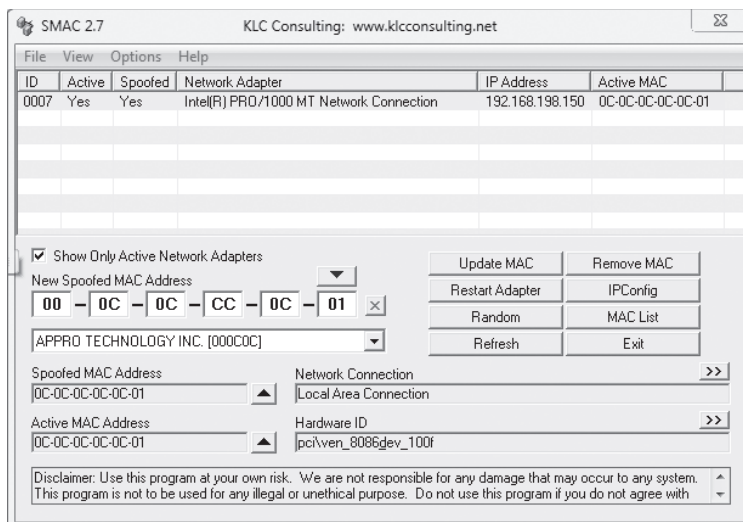 SMAC 2.7 KLC Consulting: www.klcconsulting.net
File View Options Help
ID Active Spoofed Network Adapter IP Address Active MAC
0007 Yes Yes Intel(R) PRO/1000 MT Network Connection 192.168.198.150 0C-0C-0C-0C-0C-01
Show Only Active Network Adapters
New Spoofed MAC Address
00 - 0C - 0C - CC - 0C - 01
APPRO TECHNOLOGY INC. [000C0C]
Update MAC Remove MAC
Restart Adapter IPConfig
Random MAC List
Refresh Exit
Spoofed MAC Address
0C-0C-0C-0C-0C-01
Network Connection >>
Local Area Connection
Active MAC Address
0C-0C-0C-0C-0C-01
Hardware ID >>
pci\ven_8086dev_100f
Disclaimer: Use this program at your own risk. We are not responsible for any damage that may occur to any system.
This program is not to be used for any illegal or unethical purpose. Do not use this program if you do not agree with